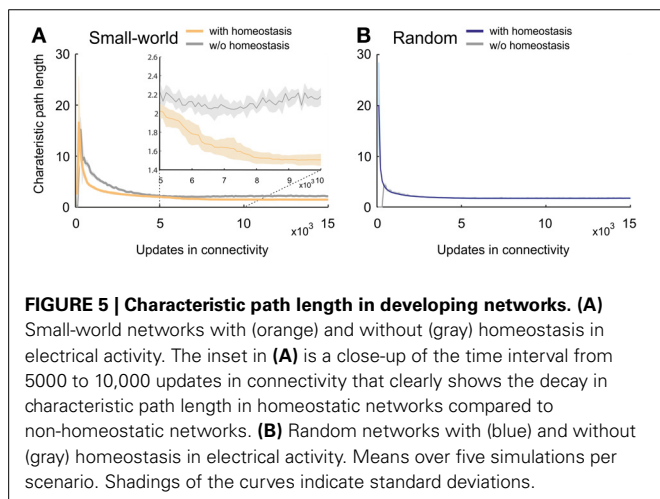 A
Small-world
with homeostasis
w/o homeostasis
Charateristic path length
30
20
10
0
0
5
10
15
x10³
Updates in connectivity
2.6
2.4
2.2
2
1.8
1.6
1.4
5
6
7
8
9
10
x10³
B
Random
with homeostasis
w/o homeostasis
30
20
10
0
0
5
10
15
x10³
Updates in connectivity
FIGURE 5 | Characteristic path length in developing networks. (A)
Small-world networks with (orange) and without (gray) homeostasis in
electrical activity. The inset in (A) is a close-up of the time interval from
5000 to 10,000 updates in connectivity that clearly shows the decay in
characteristic path length in homeostatic networks compared to
non-homeostatic networks. (B) Random networks with (blue) and without
(gray) homeostasis in electrical activity. Means over five simulations per
scenario. Shadings of the curves indicate standard deviations.